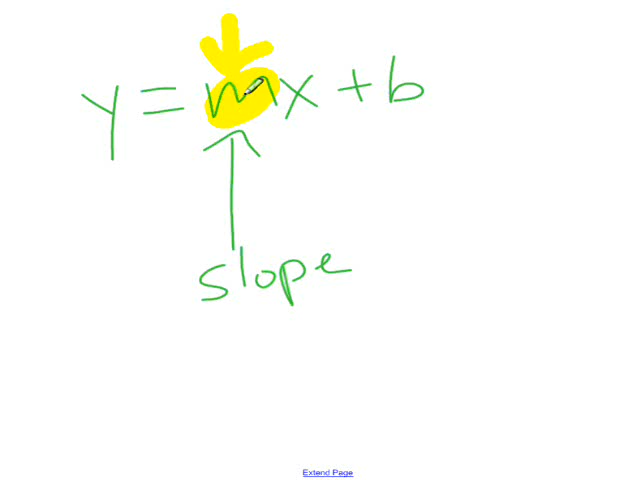 y = mx + b
slope
Extend Page